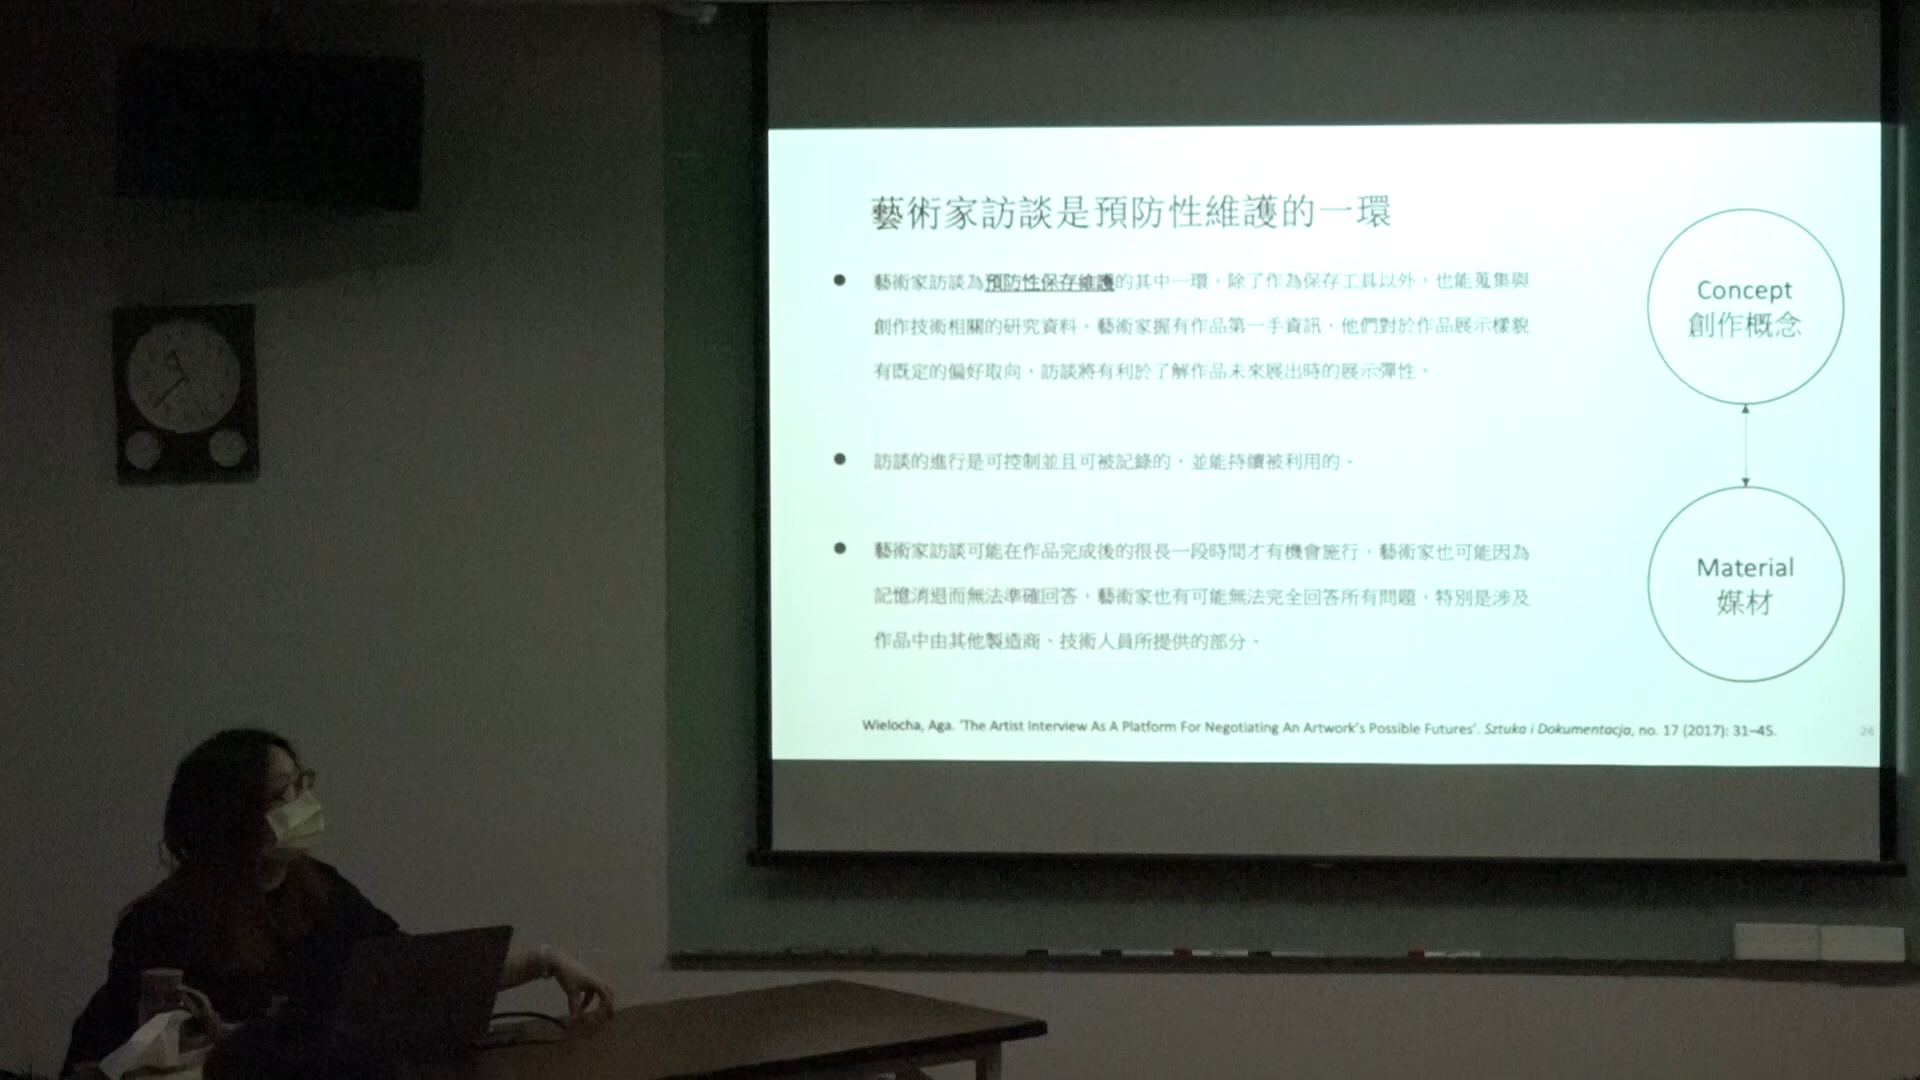 藝術家訪談是預防性維護的一環
藝術家訪談為預防性保存維護的其中一環，除了作為保存工具以外，也能蒐集與
創作技術相關的研究資料。藝術家握有作品第一手資訊，他們對於作品展示樣貌
有既定的偏好取向，訪談將有利於了解作品未來展出時的展示彈性。
訪談的進行是可控制並且可被記錄的，並能持續被利用的。
藝術家訪談可能在作品完成後的很長一段時間才有機會施行，藝術家也可能因為
記憶消退而無法準確回答，藝術家也有可能無法完全回答所有問題，特別是涉及
作品中由其他製造商、技術人員所提供的部分。
Concept
創作概念
Material
媒材
Wielocha, Aga. 'The Artist Interview As A Platform For Negotiating An Artwork's Possible Futures'. Sztuka i Dokumentacja, no. 17 (2017): 31–45.
24